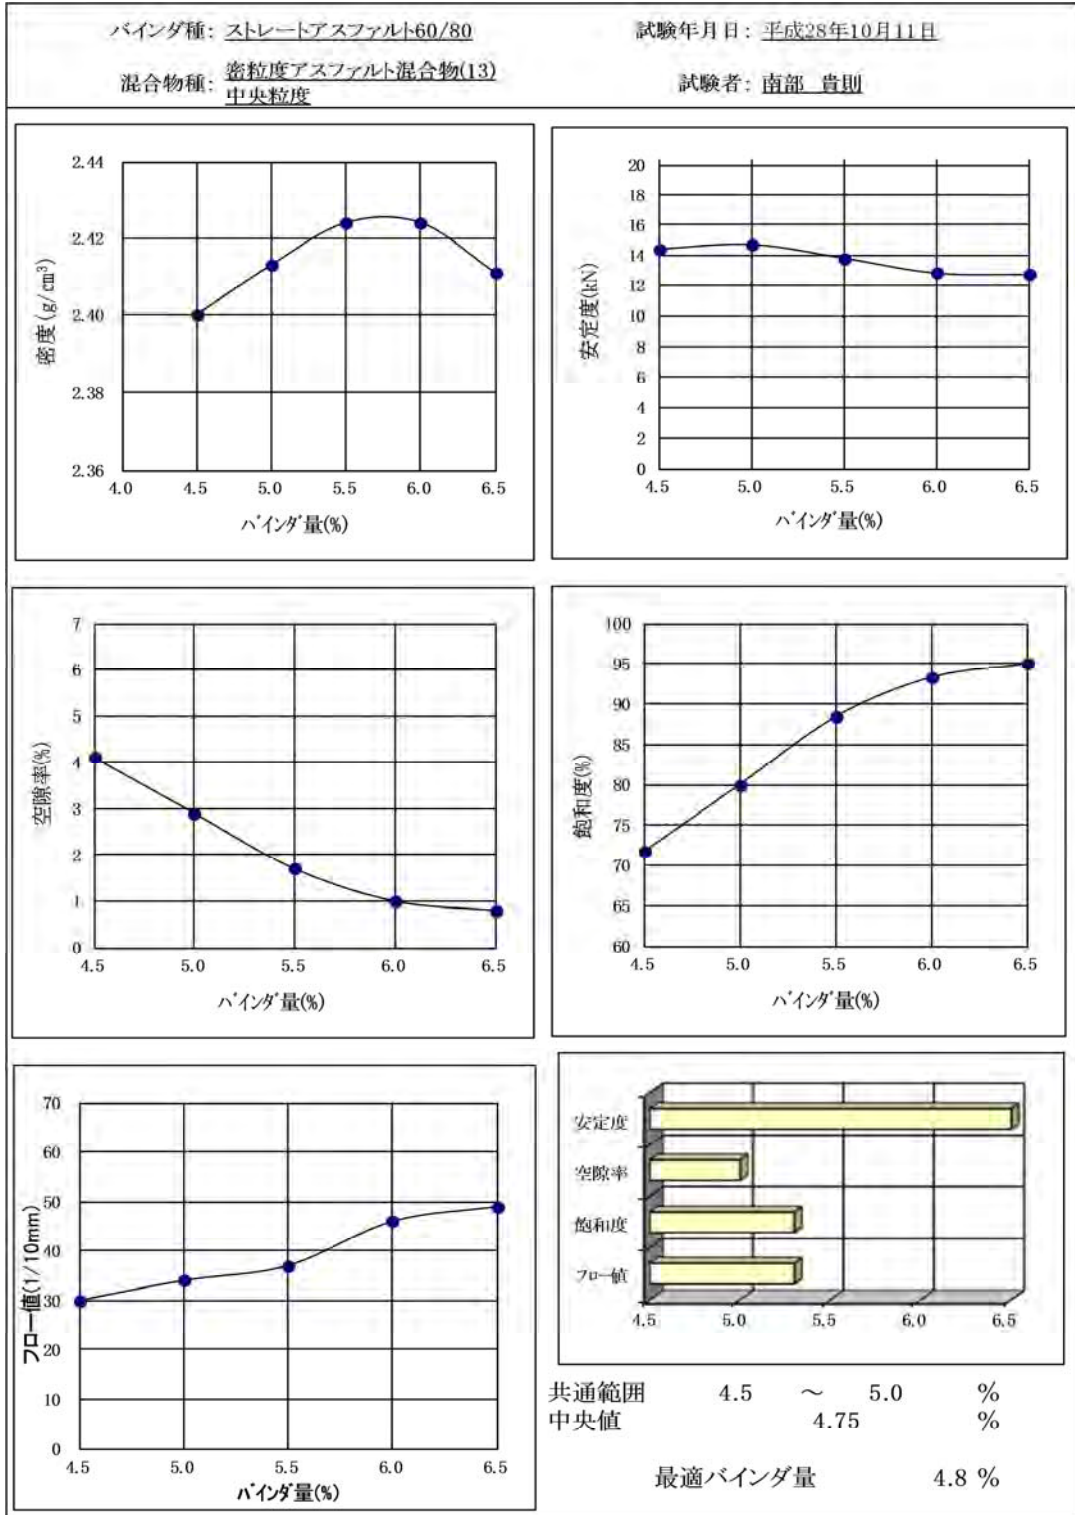 バインダ種: ストレートアスファルト60/80 試験年月日: 平成28年10月11日
混合物種: 密粒度アスファルト混合物(13)
中央粒度
試験者: 南部 貴則
密度(g/cm³)
2.44
2.42
2.40
2.38
2.36
4.0 4.5 5.0 5.5 6.0 6.5
バインダ量(%)
安定度(kN)
20
18
16
14
12
10
8
6
4
2
0
4.5 5.0 5.5 6.0 6.5
バインダ量(%)
空隙率(%)
7
6
5
4
3
2
1
0
4.5 5.0 5.5 6.0 6.5
バインダ量(%)
飽和度(%)
100
95
90
85
80
75
70
65
60
4.5 5.0 5.5 6.0 6.5
バインダ量(%)
フロー値(1/10mm)
70
60
50
40
30
20
10
0
4.5 5.0 5.5 6.0 6.5
バインダ量(%)
安定度
空隙率
飽和度
フロー値
4.5 5.0 5.5 6.0 6.5
共通範囲 4.5 ～ 5.0 %
中央値 4.75 %
最適バインダ量 4.8 %